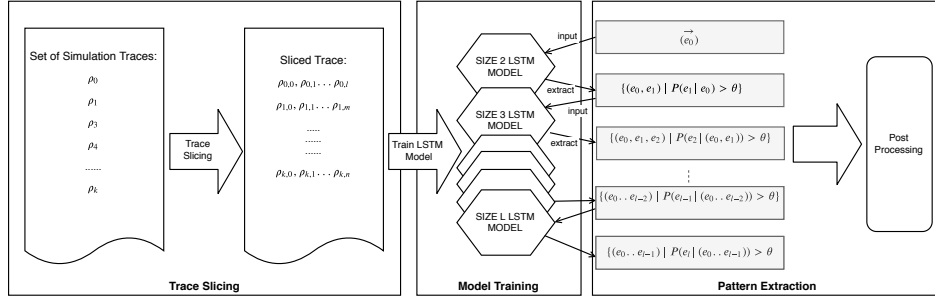 Set of Simulation Traces:
ρ0
ρ1
ρ3
ρ4
......
ρk
Trace
Slicing
Sliced Trace:
ρ0,0, ρ0,1 . . . ρ0,l
ρ1,0, ρ1,1 . . . ρ1,m
.....
......
......
ρk,0, ρk,1 . . . ρk,n
Trace Slicing
Train LSTM
Model
SIZE 2 LSTM
MODEL
SIZE 3 LSTM
MODEL
SIZE L LSTM
MODEL
Model Training
input
extract
input
extract
(e0)
{(e0, e1) | P(e1 | e0) > θ}
{(e0, e1, e2) | P(e2 | (e0, e1)) > θ}
⋮
{(e0. . el−2) | P(el−1 | (e0. . el−2)) > θ}
{(e0. . el−1) | P(el | (e0. . el−1)) > θ
Pattern Extraction
Post
Processing